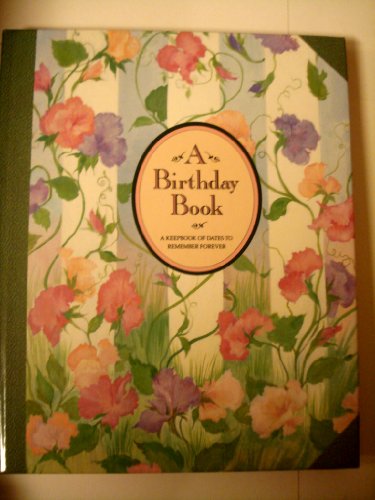 A
Birthday
Book
A KEEPBOOK OF DATES TO
REMEMBER FOREVER